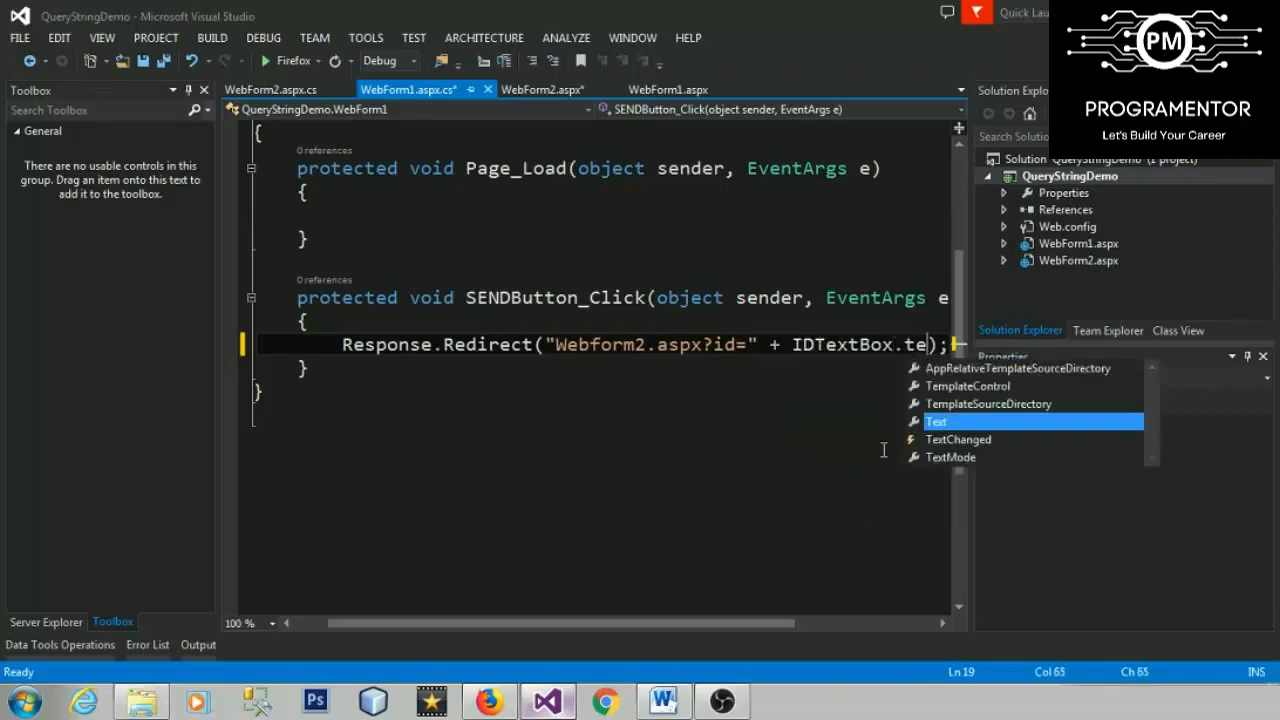 QueryStringDemo - Microsoft Visual Studio
Quick Lau
FILE EDIT VIEW PROJECT BUILD DEBUG TEAM TOOLS TEST ARCHITECTURE ANALYZE WINDOW HELP
Firefox Debug
PM
PROGRAMENTOR
Let's Build Your Career
Toolbox
Search Toolbox
General
There are no usable controls in this
group. Drag an item onto this text to
add it to the toolbox.
WebForm2.aspx.cs WebForm1.aspx.cs* WebForm2.aspx* WebForm1.aspx
QueryStringDemo.WebForm1 SENDButton_Click(object sender, EventArgs e)
{
0 references
protected void Page_Load(object sender, EventArgs e)
{
}
0 references
protected void SENDButton_Click(object sender, EventArgs e
{
Response.Redirect("Webform2.aspx?id=" + IDTextBox.te);
}
}
AppRelativeTemplateSourceDirectory
TemplateControl
TemplateSourceDirectory
Text
TextChanged
TextMode
Solution Explo
Search Solutio
Solution 'QueryStringDemo' (1 project)
QueryStringDemo
Properties
References
Web.config
WebForm1.aspx
WebForm2.aspx
Solution Explorer Team Explorer Class View
Properties
100 %
Server Explorer Toolbox
Data Tools Operations Error List Output
Ready Ln 19 Col 65 Ch 65 INS
Ps
W